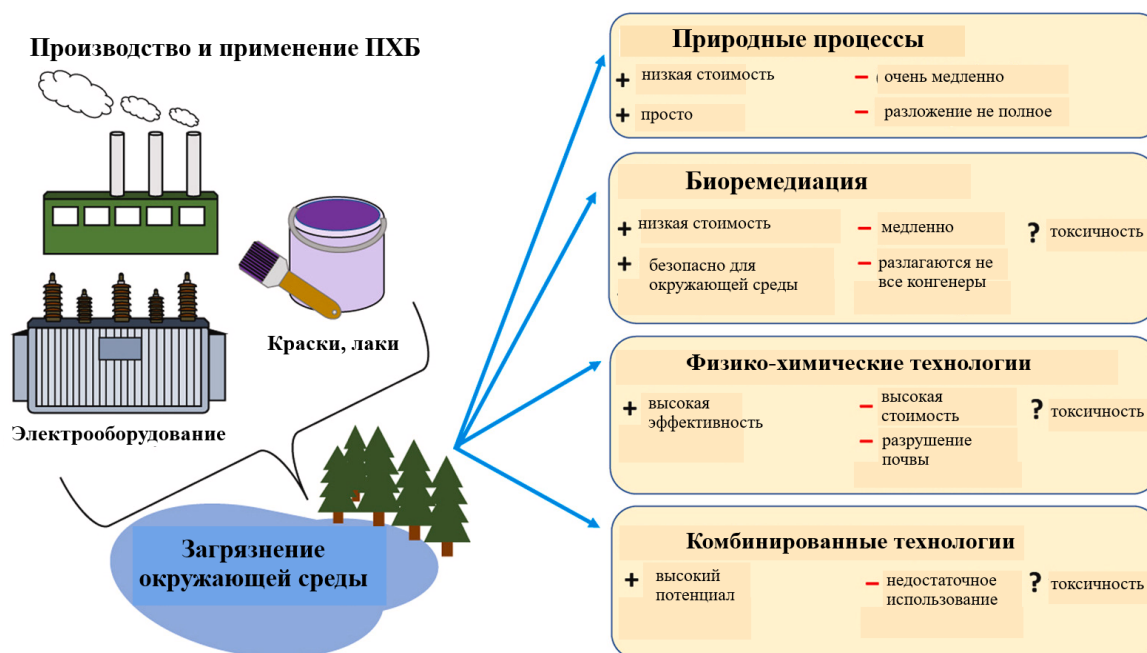 Производство и применение ПХБ
Краски, лаки
Электрооборудование
Загрязнение
окружающей среды
Природные процессы
+ низкая стоимость
− очень медленно
+ просто
− разложение не полное
Биоремедиация
+ низкая стоимость
− медленно
? токсичность
+ безопасно для
окружающей среды
− разлагаются не
все конгенеры
Физико-химические технологии
+ высокая
эффективность
− высокая
стоимость
? токсичность
− разрушение
почвы
Комбинированные технологии
+ высокий
потенциал
− недостаточное
использование
? токсичность